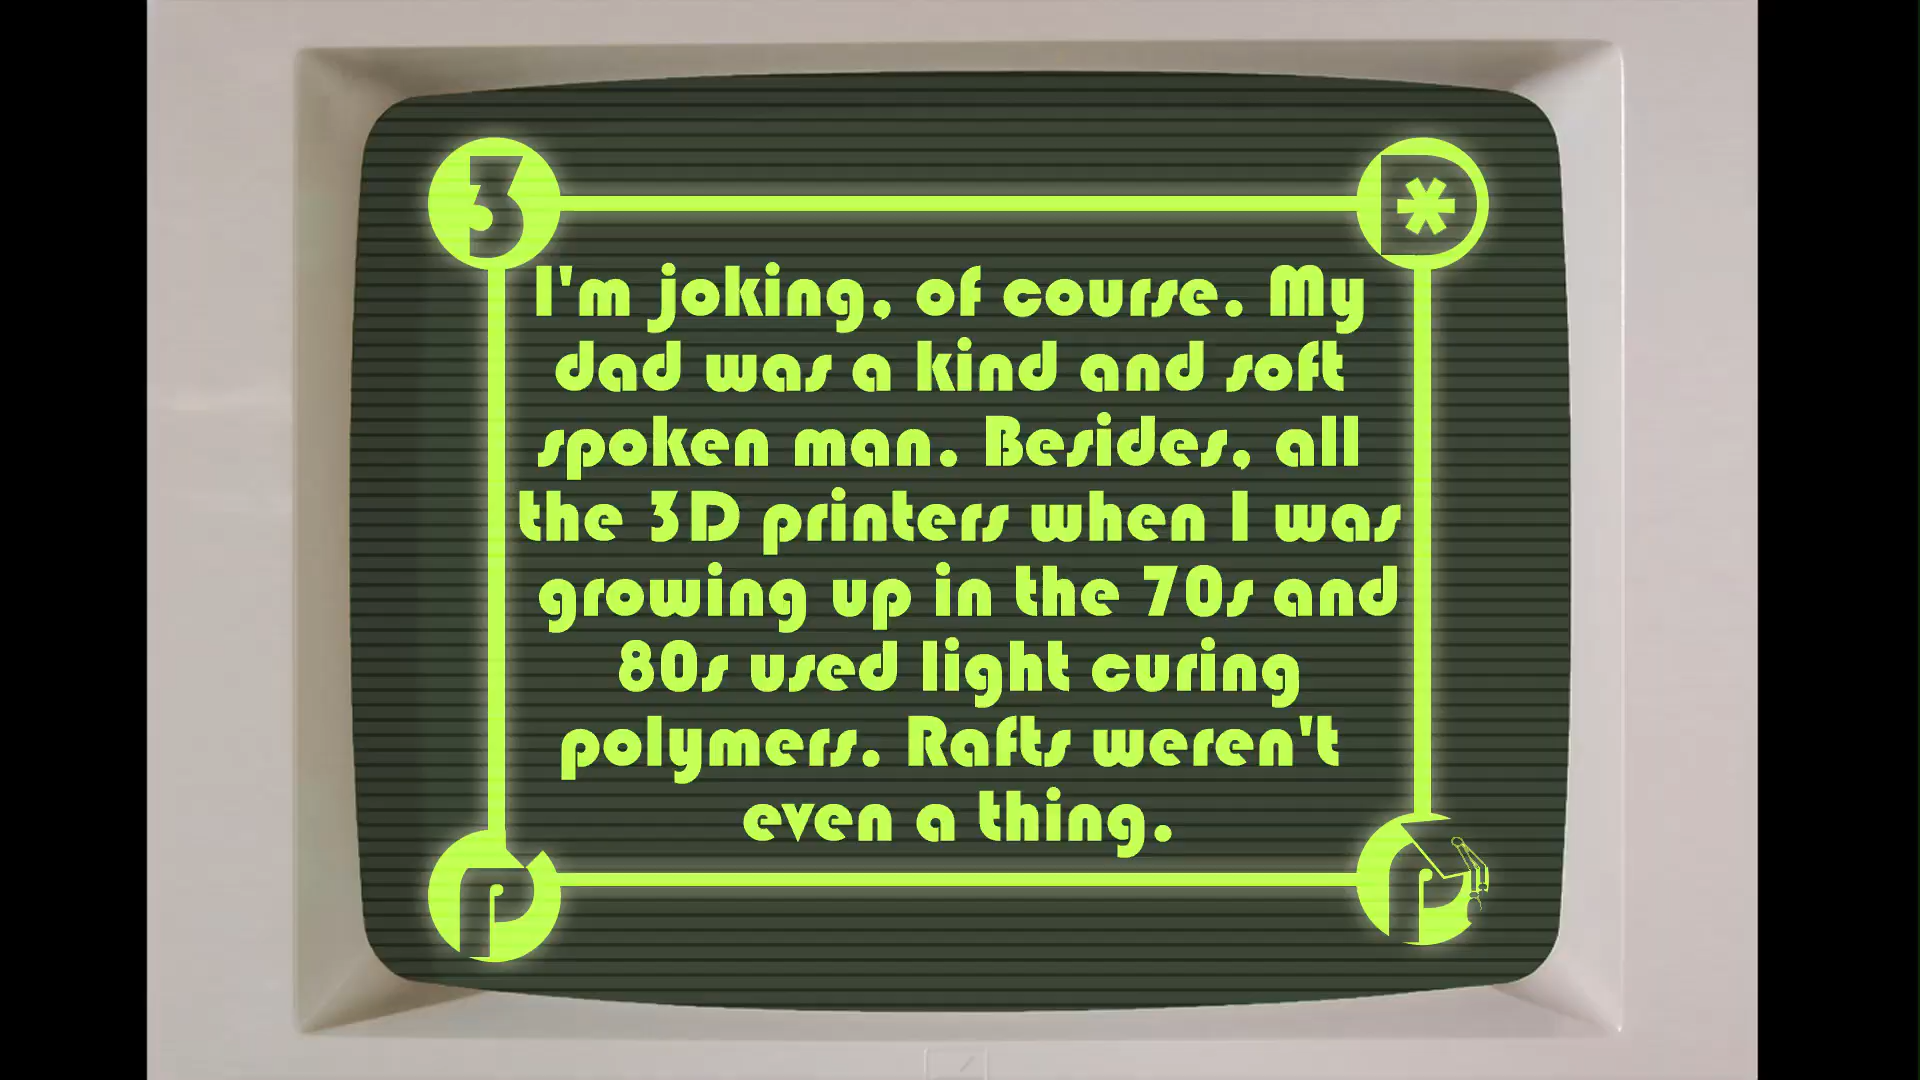 3 D*
I'm joking, of course. My
dad was a kind and soft
spoken man. Besides, all
the 3D printers when I was
growing up in the 70s and
80s used light curing
polymers. Rafts weren't
even a thing.
P P